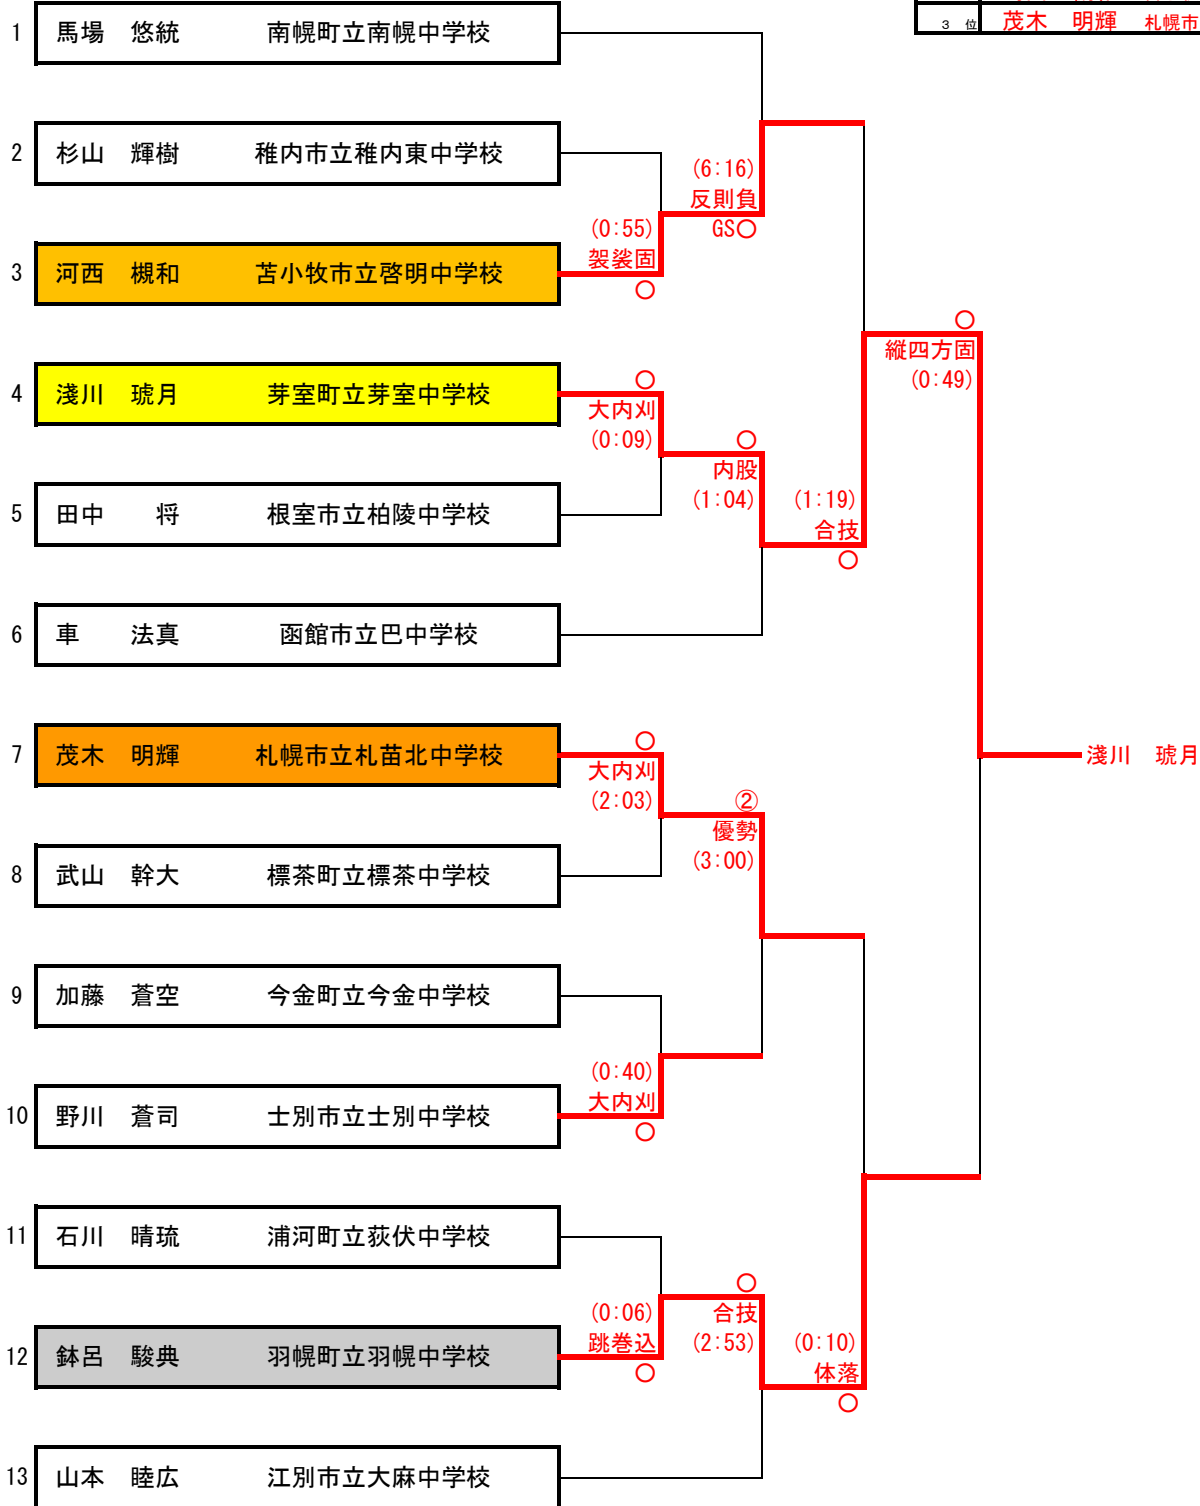 3 位 茂木 明輝 札幌市
1 馬場 悠統 南幌町立南幌中学校
2 杉山 輝樹 稚内市立稚内東中学校
(6:16)
反則負
GS○
(0:55)
袈裟固
○
3 河西 槻和 苫小牧市立啓明中学校
○
縦四方固
(0:49)
4 淺川 琥月 芽室町立芽室中学校
○
大内刈
(0:09)
○
内股
(1:04)
(1:19)
合技
○
5 田中 将 根室市立柏陵中学校
6 車 法真 函館市立巴中学校
7 茂木 明輝 札幌市立札苗北中学校
○
大内刈
(2:03)
②
優勢
(3:00)
淺川 琥月
8 武山 幹大 標茶町立標茶中学校
9 加藤 蒼空 今金町立今金中学校
(0:40)
大内刈
○
10 野川 蒼司 士別市立士別中学校
11 石川 晴琉 浦河町立荻伏中学校
(0:06)
跳巻込
○
○
合技
(2:53)
(0:10)
体落
○
12 鉢呂 駿典 羽幌町立羽幌中学校
13 山本 睦広 江別市立大麻中学校